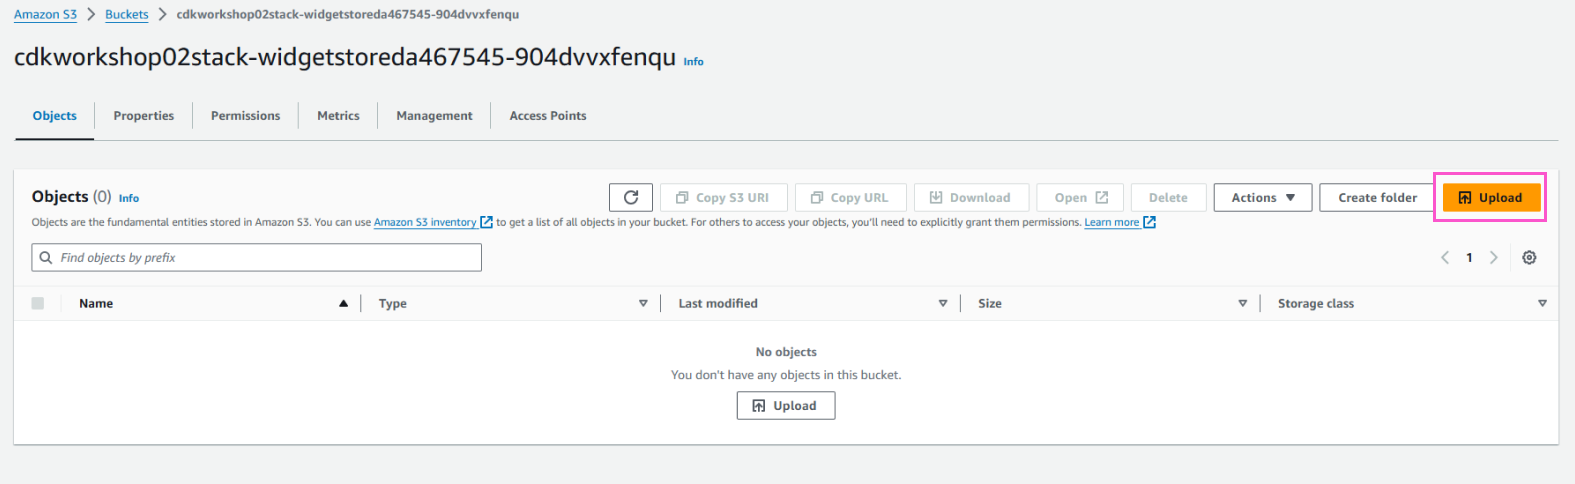 Amazon S3 > Buckets > cdkworkshop02stack-widgetstoreda467545-904dvvxfenqu
cdkworkshop02stack-widgetstoreda467545-904dvvxfenqu Info
Objects Properties Permissions Metrics Management Access Points
Objects (0) Info Copy S3 URI Copy URL Download Open Delete Actions Create folder Upload
Objects are the fundamental entities stored in Amazon S3. You can use Amazon S3 inventory to get a list of all objects in your bucket. For others to access your objects, you'll need to explicitly grant them permissions. Learn more
Find objects by prefix 1
Name Type Last modified Size Storage class
No objects
You don't have any objects in this bucket.
Upload